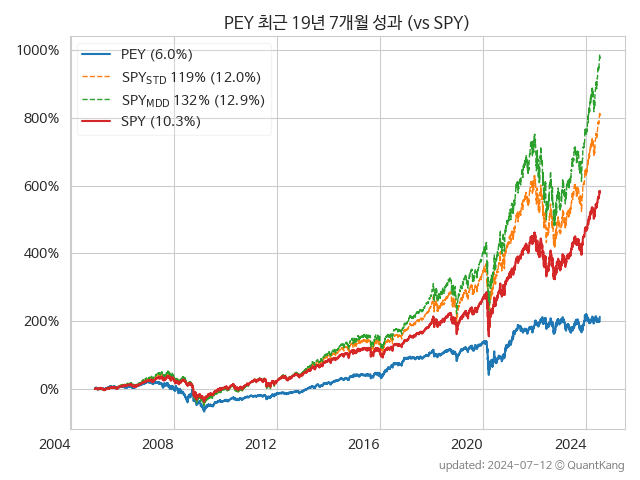 PEY 최근 19년 7개월 성과 (vs SPY)
PEY (6.0%)
SPY_STD 119% (12.0%)
SPY_MDD 132% (12.9%)
SPY (10.3%)
1000%
800%
600%
400%
200%
0%
2004 2008 2012 2016 2020 2024
updated: 2024-07-12 © QuantKang